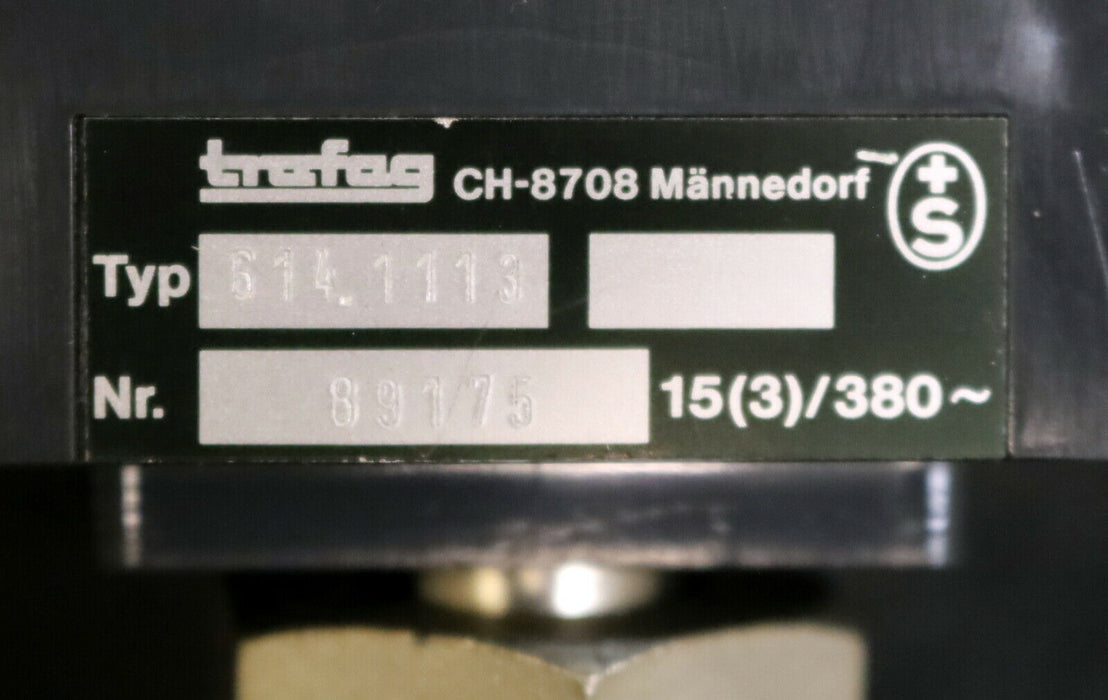 trafag CH-8708 Männedorf +S
Typ 614.1113
Nr. 89175 15(3)/380~